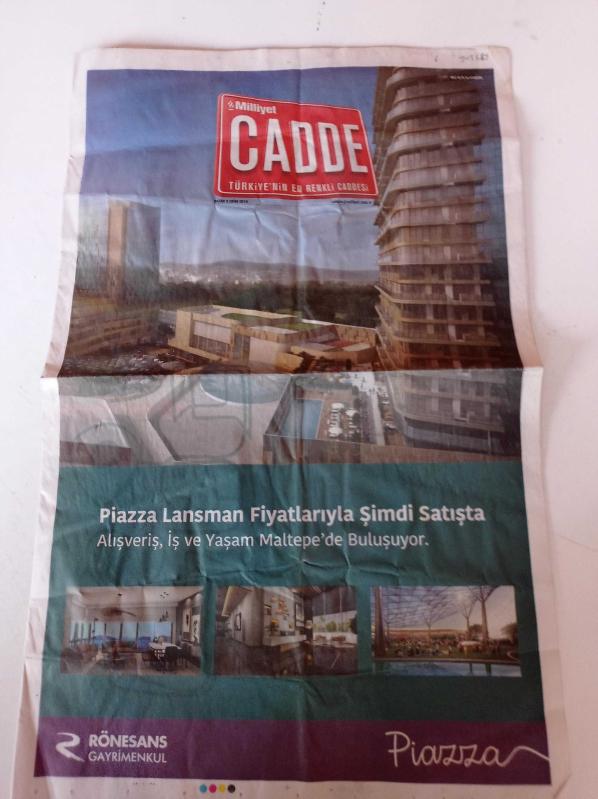 Milliyet
CADDE
TÜRKİYE'NİN EN RENKLİ CADDESİ
Piazza Lansman Fiyatlarıyla Şimdi Satışta
Alışveriş, İş ve Yaşam Maltepe'de Buluşuyor.
RÖNESANS
GAYRİMENKUL
Piazza